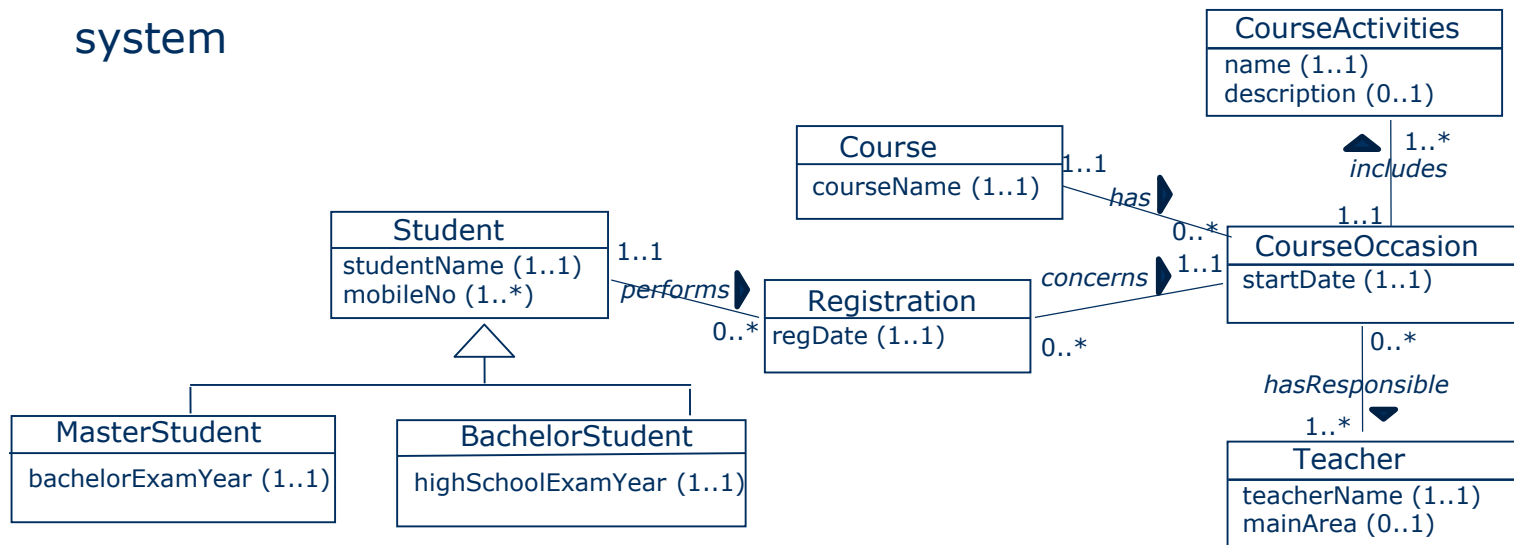 system
CourseActivities
name (1..1)
description (0..1)
1..*
includes
1..1
Course
courseName (1..1)
1..1
has
0..*
CourseOccasion
startDate (1..1)
Student
studentName (1..1)
mobileNo (1..*)
1..1
performs
0..*
Registration
regDate (1..1)
concerns
1..1
0..*
0..*
hasResponsible
1..*
MasterStudent
bachelorExamYear (1..1)
BachelorStudent
highSchoolExamYear (1..1)
Teacher
teacherName (1..1)
mainArea (0..1)